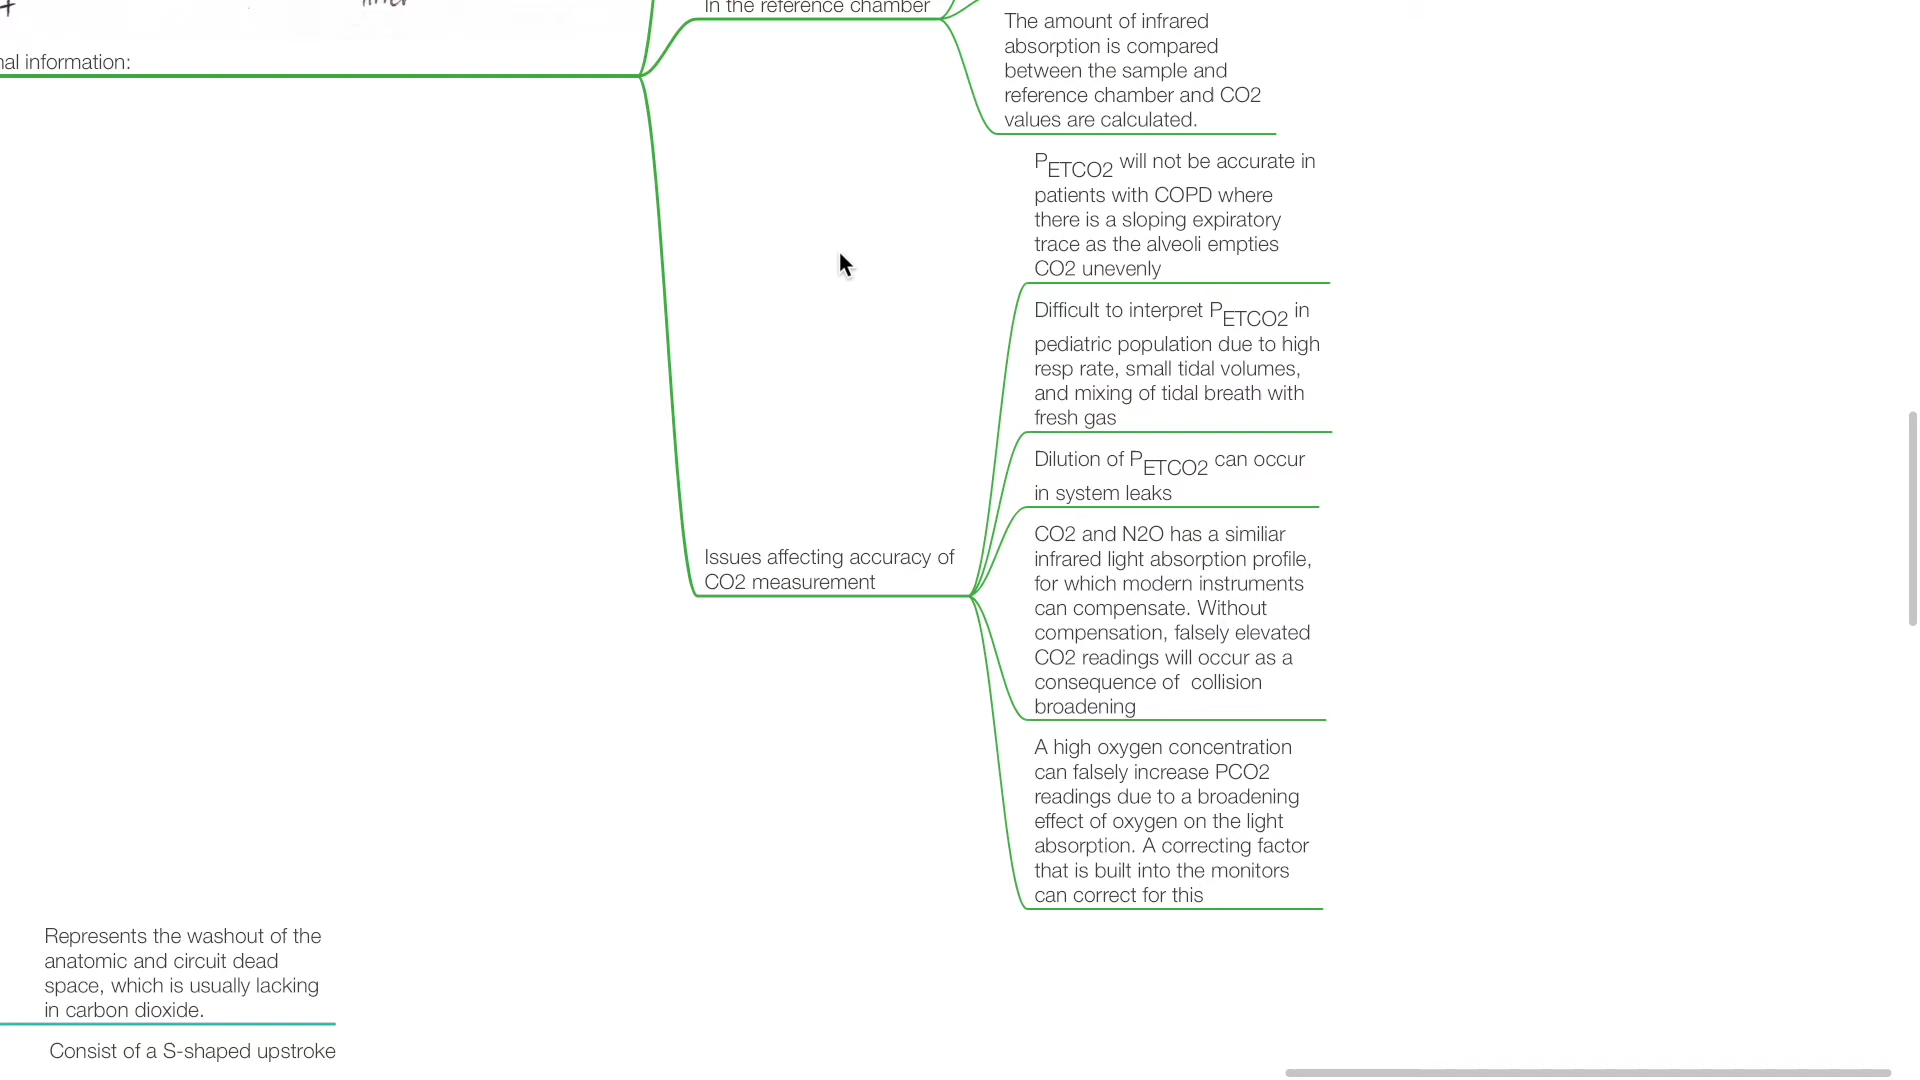 In the reference chamber
nal information:
The amount of infrared
absorption is compared
between the sample and
reference chamber and CO2
values are calculated.
PETCO2 will not be accurate in
patients with COPD where
there is a sloping expiratory
trace as the alveoli empties
CO2 unevenly
Difficult to interpret PETCO2 in
pediatric population due to high
resp rate, small tidal volumes,
and mixing of tidal breath with
fresh gas
Dilution of PETCO2 can occur
in system leaks
Issues affecting accuracy of
CO2 measurement
CO2 and N2O has a similiar
infrared light absorption profile,
for which modern instruments
can compensate. Without
compensation, falsely elevated
CO2 readings will occur as a
consequence of  collision
broadening
A high oxygen concentration
can falsely increase PCO2
readings due to a broadening
effect of oxygen on the light
absorption. A correcting factor
that is built into the monitors
can correct for this
Represents the washout of the
anatomic and circuit dead
space, which is usually lacking
in carbon dioxide.
Consist of a S-shaped upstroke